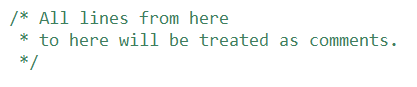 /* All lines from here
 * to here will be treated as comments.
 */